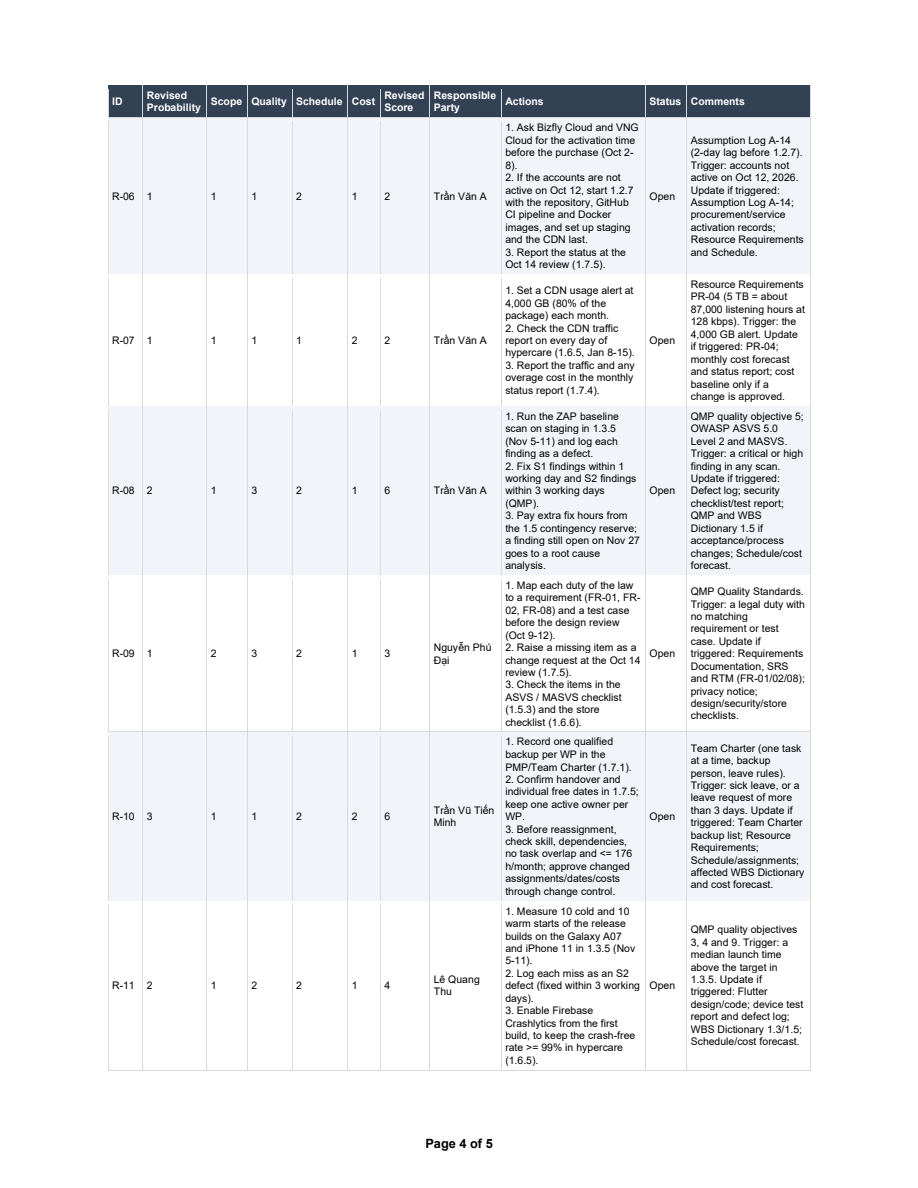 ID Revised Probability Scope Quality Schedule Cost Revised Score Responsible Party Actions Status Comments
R-06 1 1 1 2 1 2 Trần Văn A
1. Ask Bizfly Cloud and VNG
Cloud for the activation time
before the purchase (Oct 2-
8).
2. If the accounts are not
active on Oct 12, start 1.2.7
with the repository, GitHub
CI pipeline and Docker
images, and set up staging
and the CDN last.
3. Report the status at the
Oct 14 review (1.7.5).
Open
Assumption Log A-14
(2-day lag before 1.2.7).
Trigger: accounts not
active on Oct 12, 2026.
Update if triggered:
Assumption Log A-14;
procurement/service
activation records;
Resource Requirements
and Schedule.
R-07 1 1 1 1 2 2 Trần Văn A
1. Set a CDN usage alert at
4,000 GB (80% of the
package) each month.
2. Check the CDN traffic
report on every day of
hypercare (1.6.5, Jan 8-15).
3. Report the traffic and any
overage cost in the monthly
status report (1.7.4).
Open
Resource Requirements
PR-04 (5 TB = about
87,000 listening hours at
128 kbps). Trigger: the
4,000 GB alert. Update
if triggered: PR-04;
monthly cost forecast
and status report; cost
baseline only if a
change is approved.
R-08 2 1 3 2 1 6 Trần Văn A
1. Run the ZAP baseline
scan on staging in 1.3.5
(Nov 5-11) and log each
finding as a defect.
2. Fix S1 findings within 1
working day and S2 findings
within 3 working days
(QMP).
3. Pay extra fix hours from
the 1.5 contingency reserve;
a finding still open on Nov 27
goes to a root cause
analysis.
Open
QMP quality objective 5;
OWASP ASVS 5.0
Level 2 and MASVS.
Trigger: a critical or high
finding in any scan.
Update if triggered:
Defect log; security
checklist/test report;
QMP and WBS
Dictionary 1.5 if
acceptance/process
changes; Schedule/cost
forecast.
R-09 1 2 3 2 1 3 Nguyễn Phú
Đại
1. Map each duty of the law
to a requirement (FR-01, FR-
02, FR-08) and a test case
before the design review
(Oct 9-12).
2. Raise a missing item as a
change request at the Oct 14
review (1.7.5).
3. Check the items in the
ASVS / MASVS checklist
(1.5.3) and the store
checklist (1.6.6).
Open
QMP Quality Standards.
Trigger: a legal duty with
no matching
requirement or test
case. Update if
triggered: Requirements
Documentation, SRS
and RTM (FR-01/02/08);
privacy notice;
design/security/store
checklists.
R-10 3 1 1 2 2 6 Trần Vũ Tiến
Minh
1. Record one qualified
backup per WP in the
PMP/Team Charter (1.7.1).
2. Confirm handover and
individual free dates in 1.7.5;
keep one active owner per
WP.
3. Before reassignment,
check skill, dependencies,
no task overlap and <= 176
h/month; approve changed
assignments/dates/costs
through change control.
Open
Team Charter (one task
at a time, backup
person, leave rules).
Trigger: sick leave, or a
leave request of more
than 3 days. Update if
triggered: Team Charter
backup list; Resource
Requirements;
Schedule/assignments;
affected WBS Dictionary
and cost forecast.
R-11 2 1 2 2 1 4 Lê Quang
Thu
1. Measure 10 cold and 10
warm starts of the release
builds on the Galaxy A07
and iPhone 11 in 1.3.5 (Nov
5-11).
2. Log each miss as an S2
defect (fixed within 3 working
days).
3. Enable Firebase
Crashlytics from the first
build, to keep the crash-free
rate >= 99% in hypercare
(1.6.5).
Open
QMP quality objectives
3, 4 and 9. Trigger: a
median launch time
above the target in
1.3.5. Update if
triggered: Flutter
design/code; device test
report and defect log;
WBS Dictionary 1.3/1.5;
Schedule/cost forecast.
Page 4 of 5